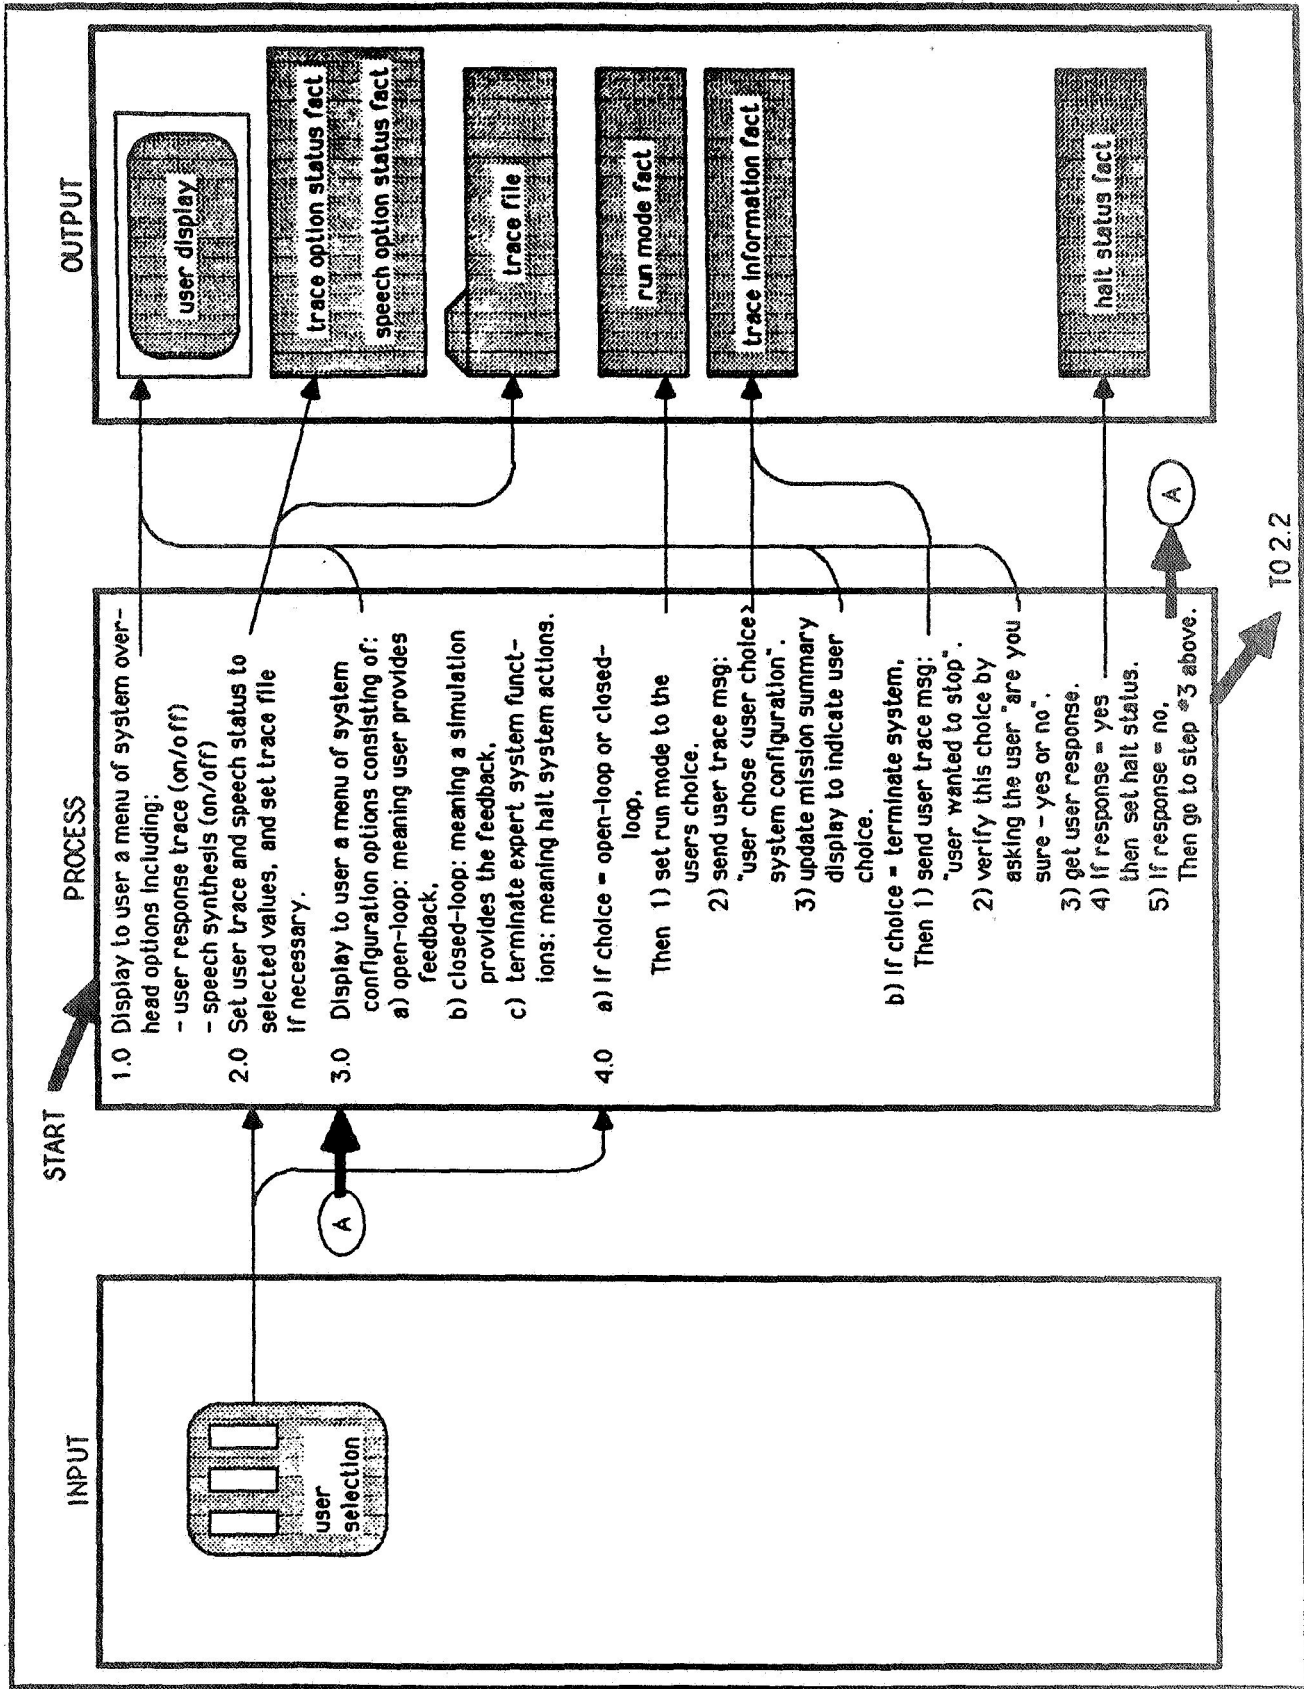 START
INPUT
PROCESS
OUTPUT
user
selection
A
1.0 Display to user a menu of system over-
head options including:
- user response trace (on/off)
- speech synthesis (on/off)
2.0 Set user trace and speech status to
selected values, and set trace file
if necessary.
3.0 Display to user a menu of system
configuration options consisting of:
a) open-loop: meaning user provides
feedback,
b) closed-loop: meaning a simulation
provides the feedback,
c) terminate expert system funct-
ions: meaning halt system actions.
4.0 a) If choice = open-loop or closed-
loop,
Then 1) set run mode to the
users choice.
2) send user trace msg:
"user chose <user choice>
system configuration".
3) update mission summary
display to indicate user
choice.
b) If choice = terminate system,
Then 1) send user trace msg:
"user wanted to stop".
2) verify this choice by
asking the user "are you
sure - yes or no".
3) get user response.
4) If response = yes
then set halt status.
5) If response = no,
Then go to step #3 above.
user display
trace option status fact
speech option status fact
trace file
run mode fact
trace information fact
halt status fact
A
TO 2.2